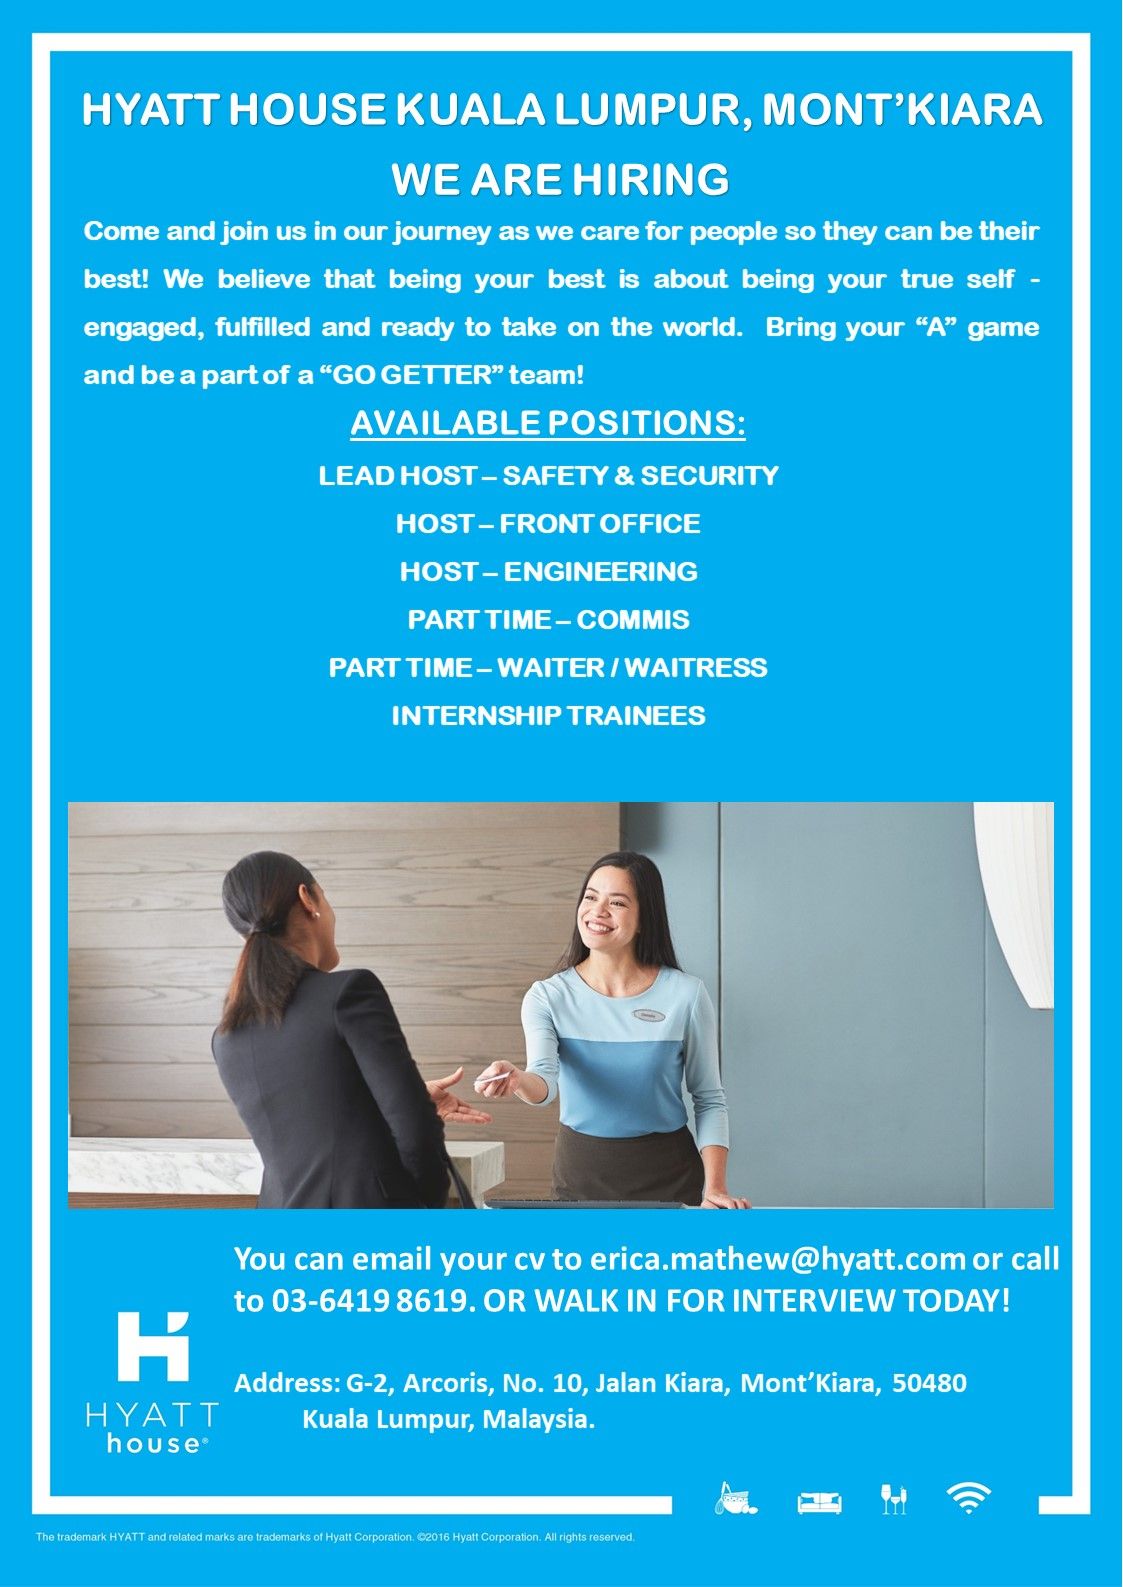 HYATT HOUSE KUALA LUMPUR, MONT’KIARA
WE ARE HIRING
Come and join us in our journey as we care for people so they can be their
best! We believe that being your best is about being your true self -
engaged, fulfilled and ready to take on the world. Bring your “A” game
and be a part of a “GO GETTER” team!
AVAILABLE POSITIONS:
LEAD HOST – SAFETY & SECURITY
HOST – FRONT OFFICE
HOST – ENGINEERING
PART TIME – COMMIS
PART TIME – WAITER / WAITRESS
INTERNSHIP TRAINEES
You can email your cv to erica.mathew@hyatt.com or call
to 03-6419 8619. OR WALK IN FOR INTERVIEW TODAY!
Address: G-2, Arcoris, No. 10, Jalan Kiara, Mont’Kiara, 50480
Kuala Lumpur, Malaysia.
H
HYATT
house®
The trademark HYATT and related marks are trademarks of Hyatt Corporation. ©2016 Hyatt Corporation. All rights reserved.